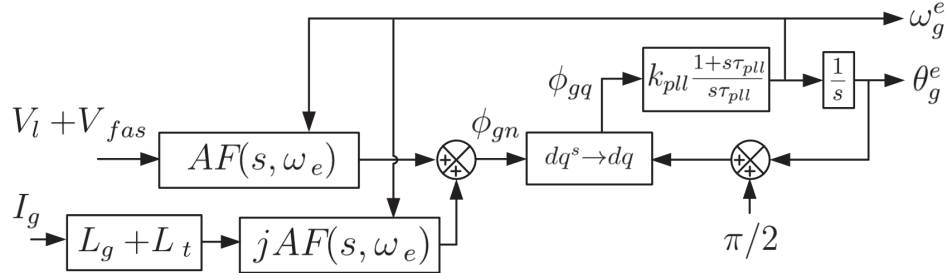 ω_g^e
φ_gq
k_pll (1+sτ_pll)/(sτ_pll)
1/s
θ_g^e
V_l + V_fas
AF(s, ω_e)
+
+
φ_gn
dq^s→dq
+
+
I_g
L_g + L_t
jAF(s, ω_e)
π/2